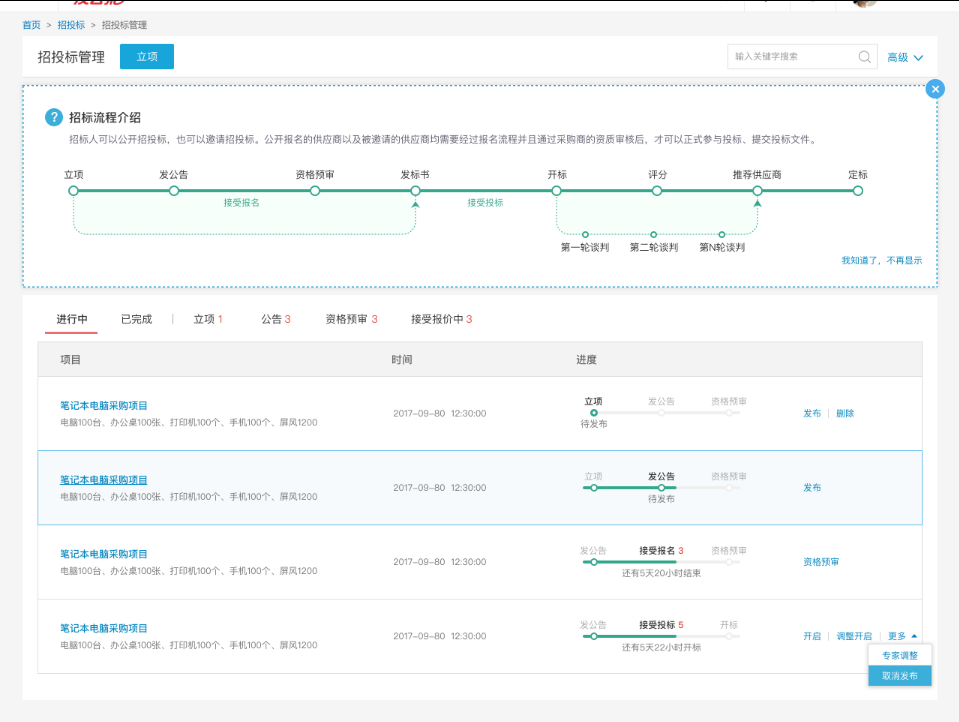 首页 > 招投标 > 招投标管理
招投标管理 立项 输入关键字搜索 高级
? 招标流程介绍
招标人可以公开招投标，也可以邀请招投标。公开报名的供应商以及被邀请的供应商均需要经过报名流程并且通过采购商的资质审核后，才可以正式参与投标、提交投标文件。
立项 发公告 资格预审 发标书 开标 评分 推荐供应商 定标
接受报名 接受投标
第一轮谈判 第二轮谈判 第N轮谈判
我知道了，不再显示
进行中 已完成 | 立项 1 公告 3 资格预审 3 接受报价中 3
项目 时间 进度
立项 发公告 资格预审
笔记本电脑采购项目
2017-09-80 12:30:00 发布 | 删除
电脑100台、办公桌100张、打印机100个、手机100个、屏风1200
待发布
立项 发公告 资格预审
笔记本电脑采购项目
2017-09-80 12:30:00 发布
电脑100台、办公桌100张、打印机100个、手机100个、屏风1200
待发布
发公告 接受报名 3 资格预审
笔记本电脑采购项目
2017-09-80 12:30:00 资格预审
电脑100台、办公桌100张、打印机100个、手机100个、屏风1200
还有5天20小时结束
发公告 接受投标 5 开标
笔记本电脑采购项目
2017-09-80 12:30:00 开启 | 调整开启 | 更多
电脑100台、办公桌100张、打印机100个、手机100个、屏风1200
还有5天22小时开标
专家调整
取消发布